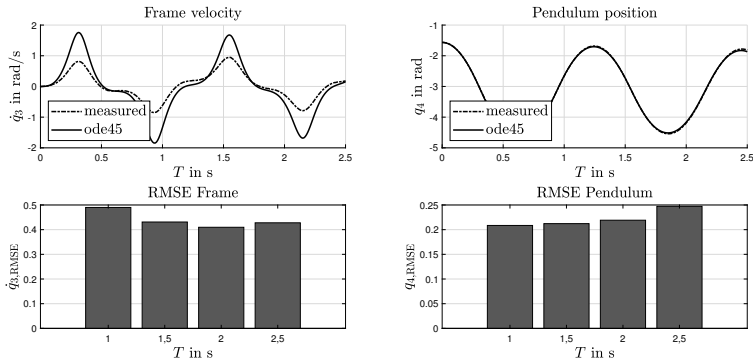 Frame velocity
q̇₃ in rad/s
2
1
0
-1
-2
measured
ode45
0 0.5 1 1.5 2 2.5
T in s
Pendulum position
q₄ in rad
-1
-2
-3
-4
-5
measured
ode45
0 0.5 1 1.5 2 2.5
T in s
RMSE Frame
q̇₃,RMSE
0.5
0.4
0.3
0.2
0.1
0
1 1,5 2 2,5
T in s
RMSE Pendulum
q₄,RMSE
0.25
0.2
0.15
0.1
0.05
0
1 1,5 2 2,5
T in s